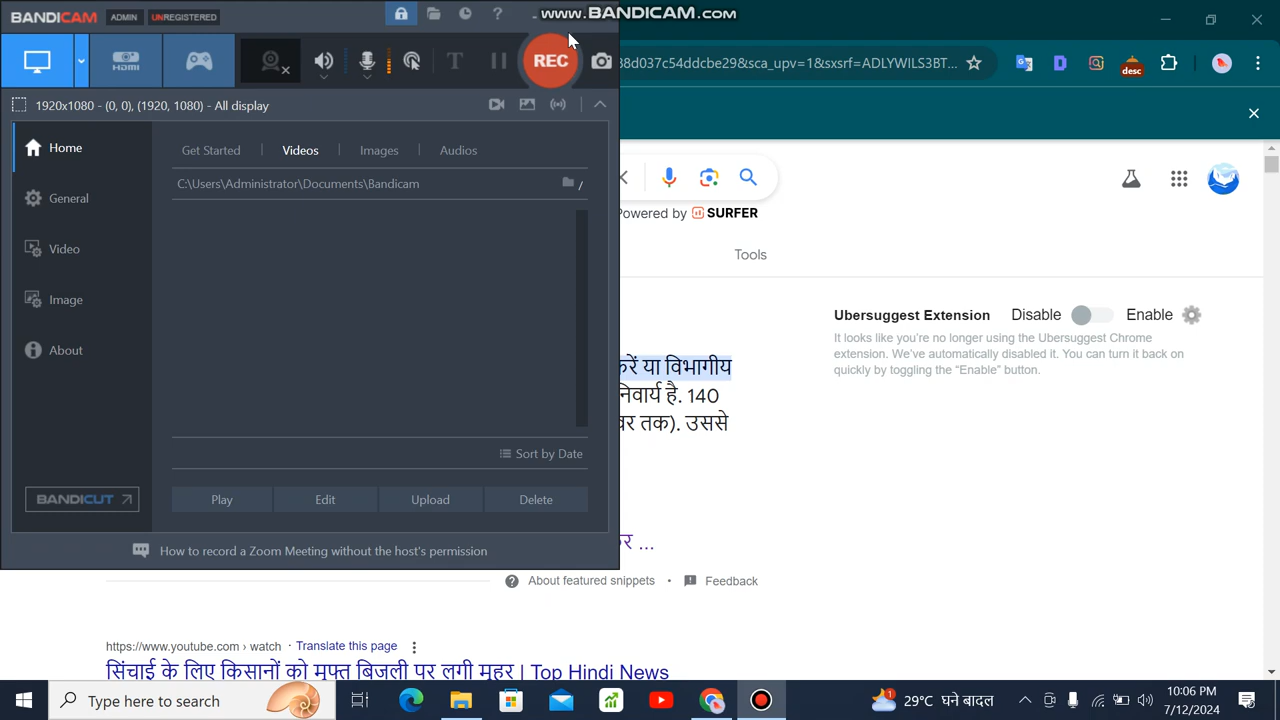 BANDICAM ADMIN UNREGISTERED
www.BANDICAM.com
HDMI
T
REC
38d037c54ddcbe29&sca_upv=1&sxsrf=ADLYWILS3BT...
desc
1920x1080 - (0, 0), (1920, 1080) - All display
Home
General
Video
Image
About
BANDICUT
Get Started
Videos
Images
Audios
C:\Users\Administrator\Documents\Bandicam
/
Sort by Date
Play
Edit
Upload
Delete
How to record a Zoom Meeting without the host's permission
Powered by SURFER
Tools
Ubersuggest Extension Disable Enable
It looks like you're no longer using the Ubersuggest Chrome
extension. We've automatically disabled it. You can turn it back on
quickly by toggling the “Enable” button.
करें या विभागीय
है. 140
तक). उससे
...
About featured snippets • Feedback
https://www.youtube.com › watch · Translate this page
सिंचाई के लिए किसानों को मुफ्त बिजली पर लगी मुहर | Top Hindi News
Type here to search
1
29°C घने बादल
10:06 PM
7/12/2024